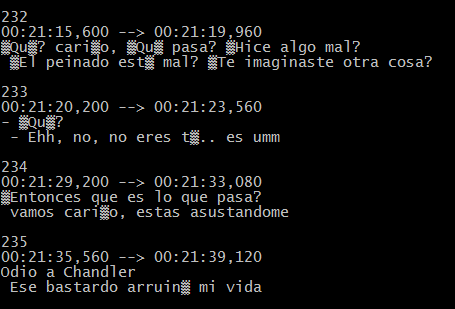 232
00:21:15,600 --> 00:21:19,960
▒Qu▒? cari▒o, ▒Qu▒ pasa? ▒Hice algo mal?
▒El peinado est▒ mal? ▒Te imaginaste otra cosa?
233
00:21:20,200 --> 00:21:23,560
- ▒Qu▒?
- Ehh, no, no eres t▒.. es umm
234
00:21:29,200 --> 00:21:33,080
▒Entonces que es lo que pasa?
vamos cari▒o, estas asustandome
235
00:21:35,560 --> 00:21:39,120
Odio a Chandler
Ese bastardo arruin▒ mi vida